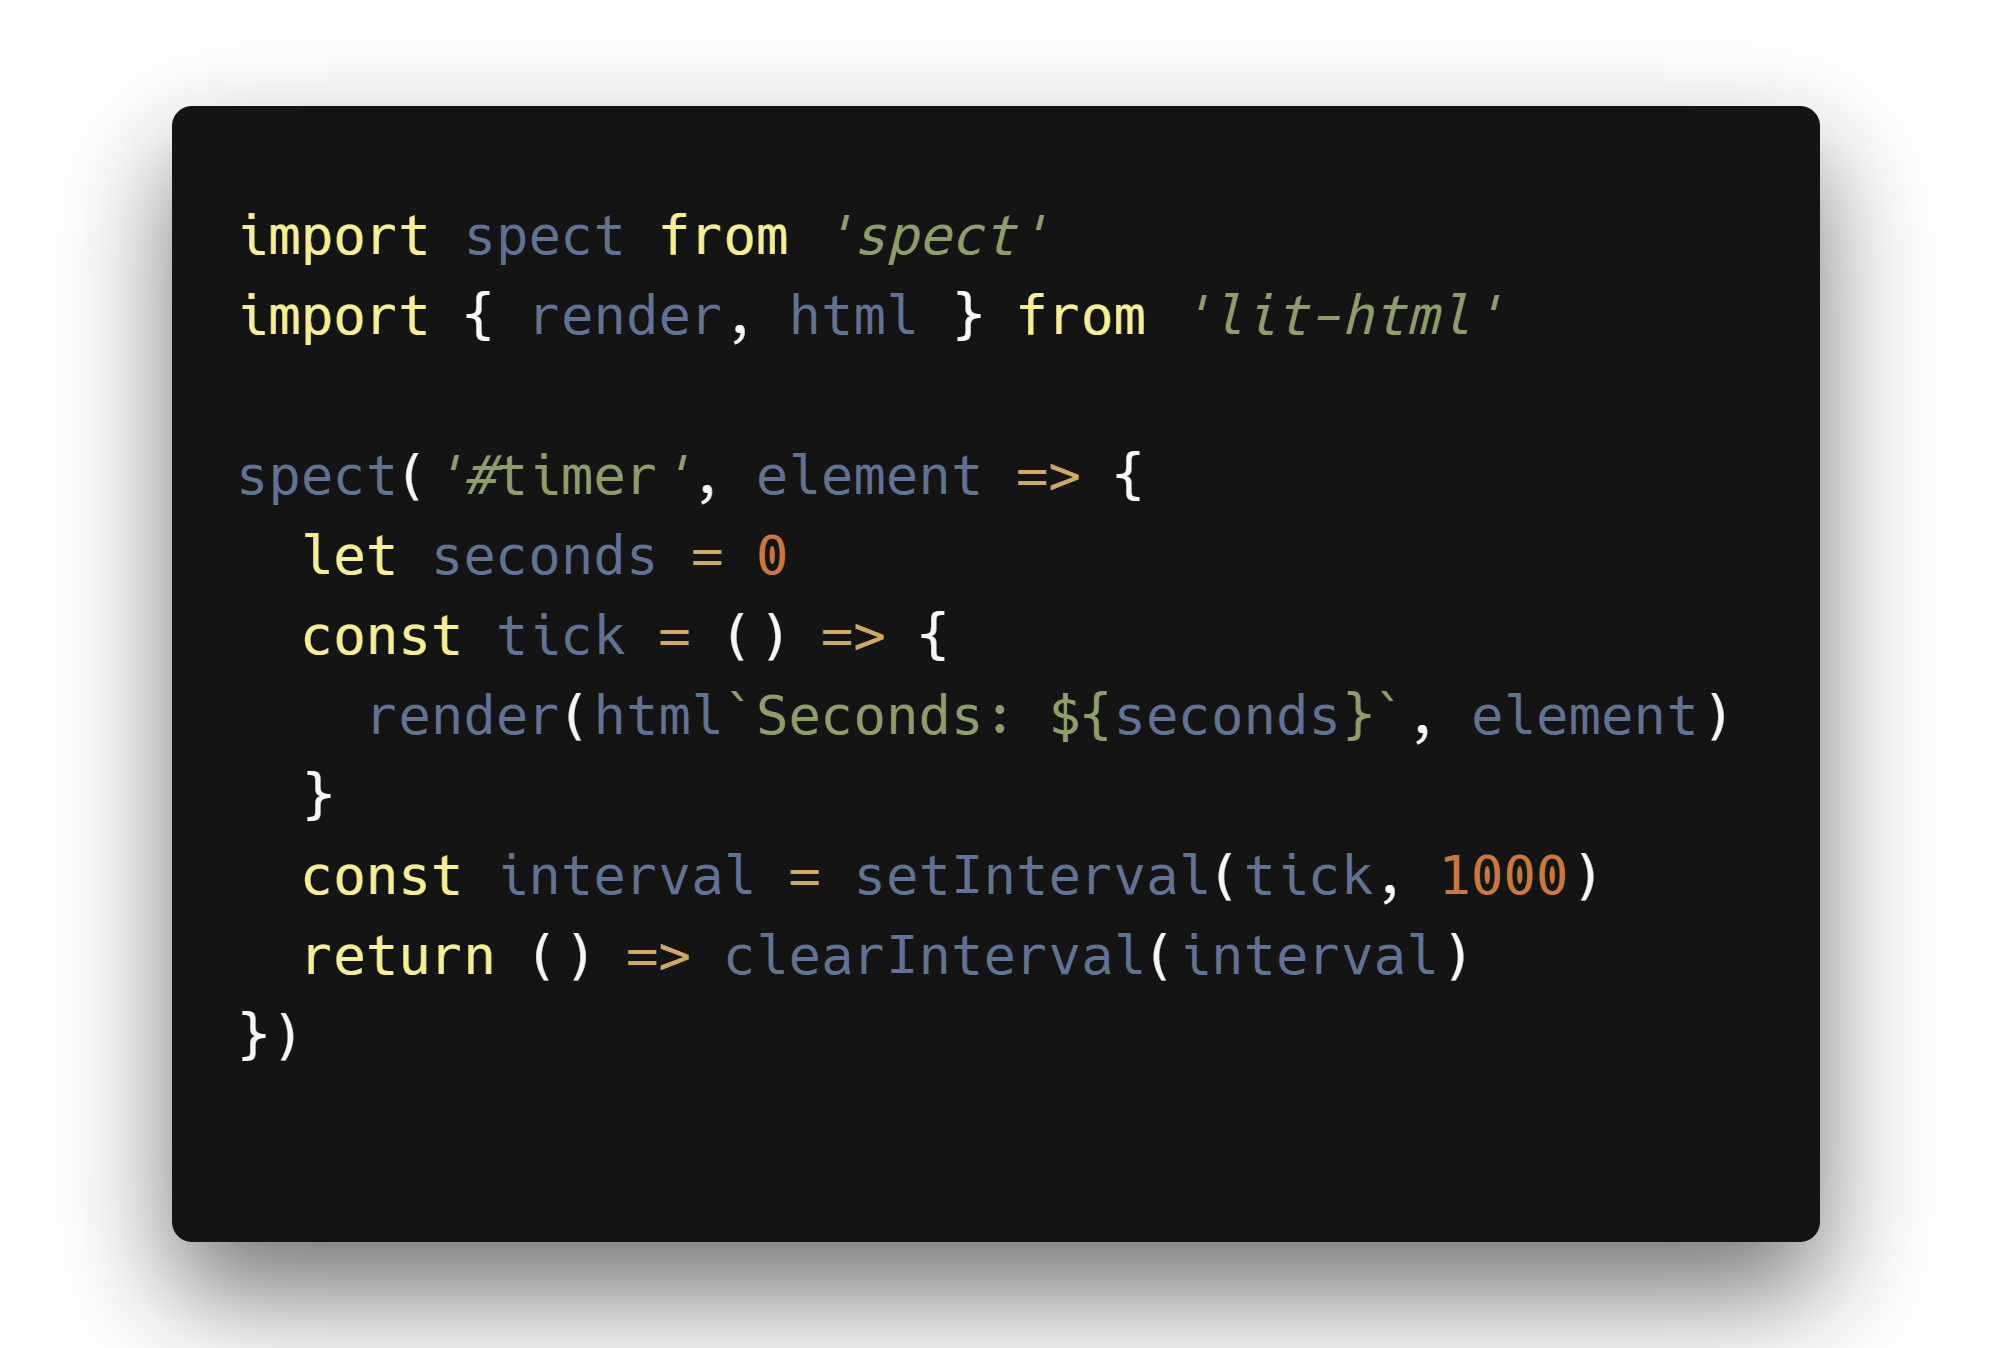 import spect from 'spect'
import { render, html } from 'lit-html'

spect('#timer', element => {
  let seconds = 0
  const tick = () => {
    render(html`Seconds: ${seconds}`, element)
  }
  const interval = setInterval(tick, 1000)
  return () => clearInterval(interval)
})